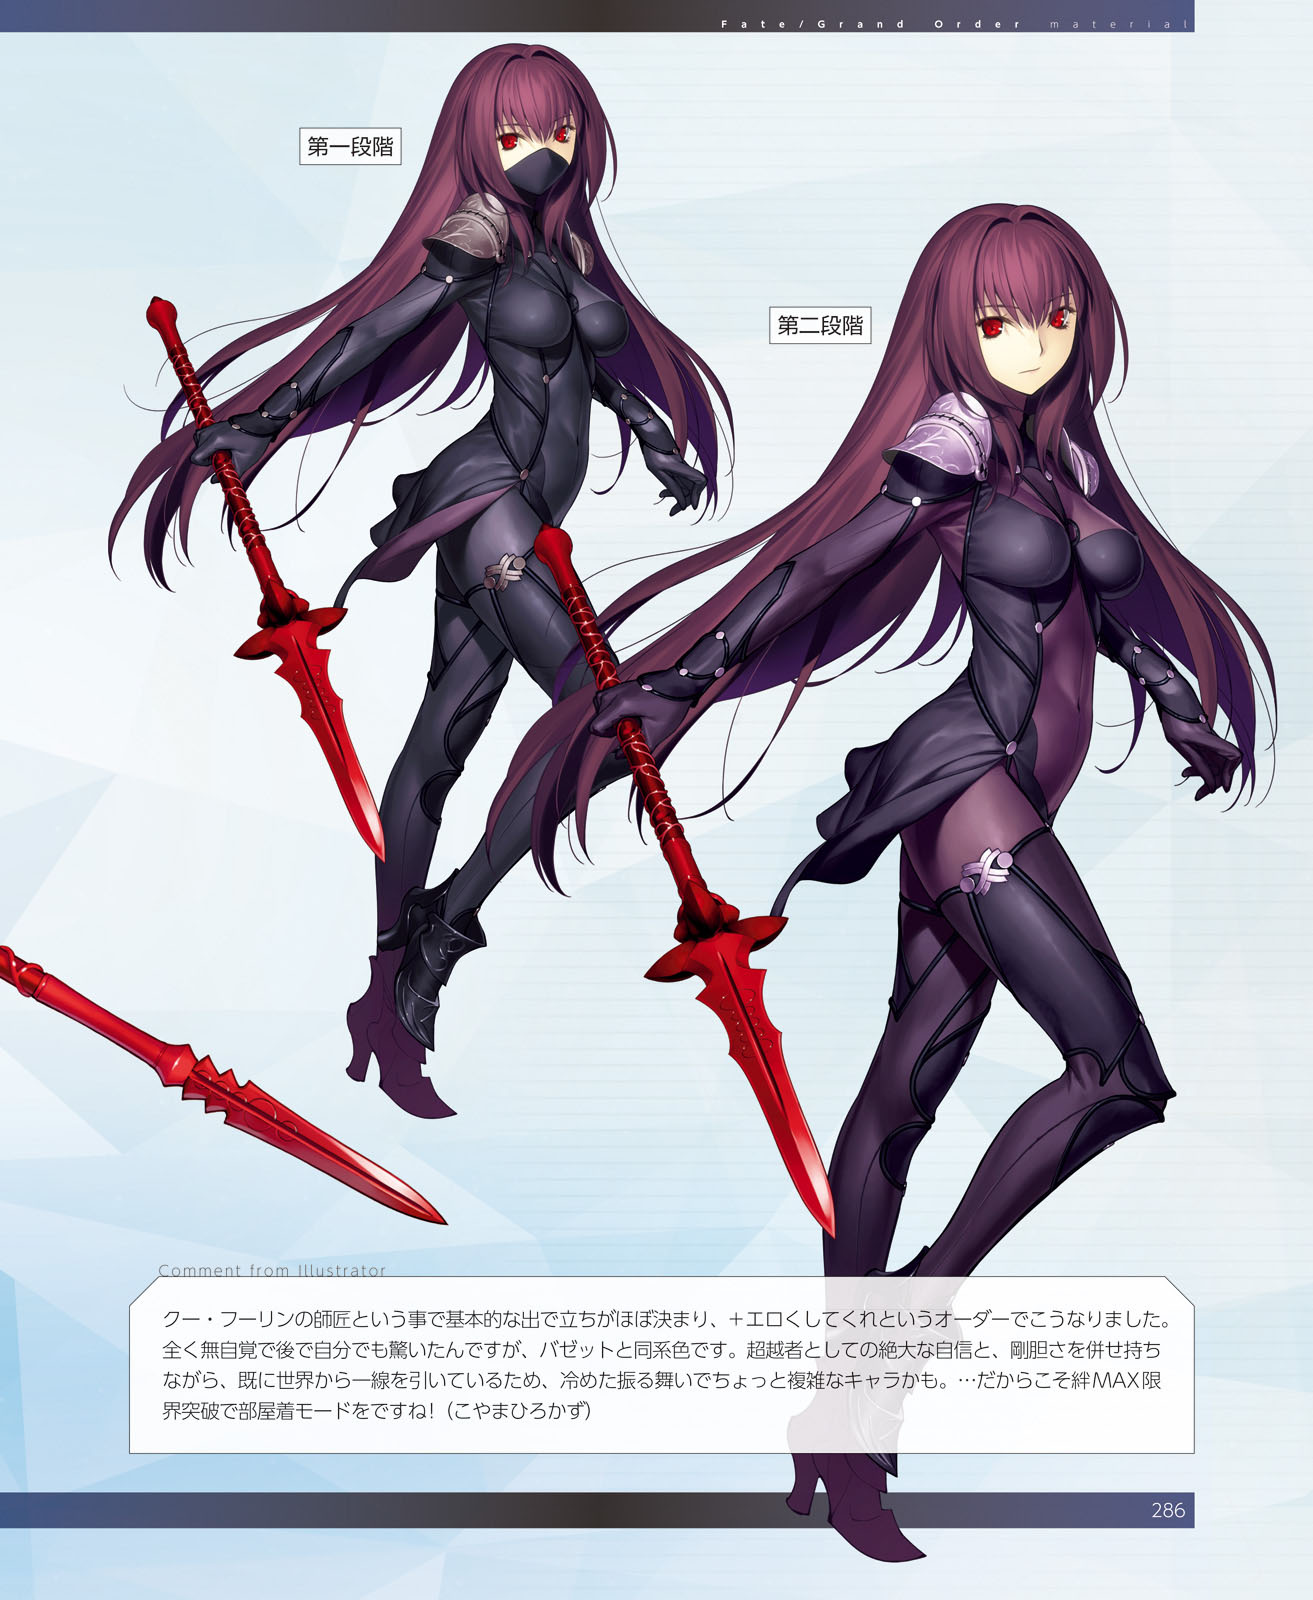 Fate/Grand Order material
第一段階
第二段階
Comment from Illustrator
クー・フーリンの師匠という事で基本的な出で立ちがほぼ決まり、＋エロくしてくれというオーダーでこうなりました。
全く無自覚で後で自分でも驚いたんですが、バゼットと同系色です。超越者としての絶大な自信と、剛胆さを併せ持ち
ながら、既に世界から一線を引いているため、冷めた振る舞いでちょっと複雑なキャラかも。…だからこそ絆MAX限
界突破で部屋着モードをですね！（こやまひろかず）
286